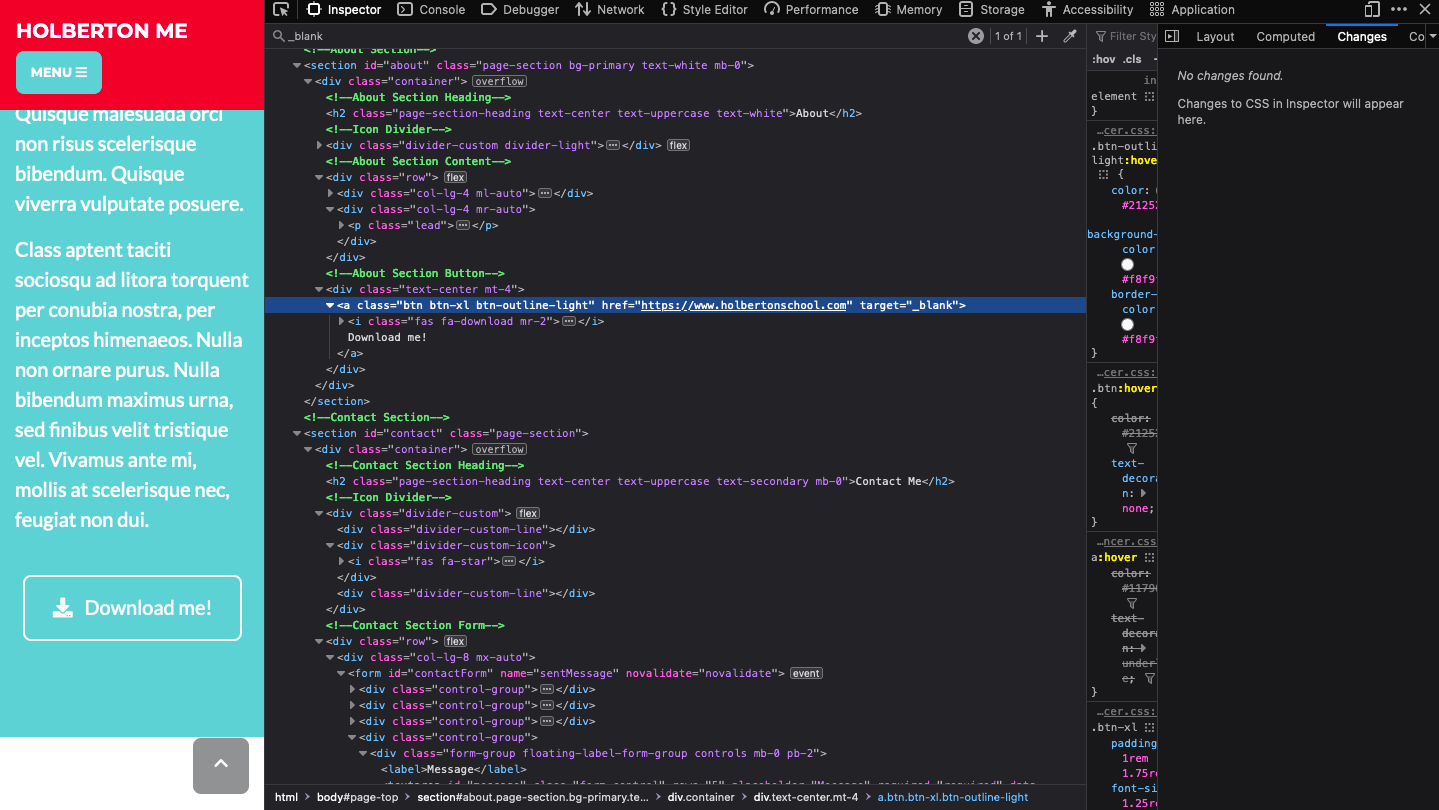 HOLBERTON ME
MENU
Quisque malesuada orci
non risus scelerisque
bibendum. Quisque
viverra vulputate posuere.
Class aptent taciti
sociosqu ad litora torquent
per conubia nostra, per
inceptos himenaeos. Nulla
non ornare purus. Nulla
bibendum maximus urna,
sed finibus velit tristique
vel. Vivamus ante mi,
mollis at scelerisque nec,
feugiat non dui.
Download me!
Inspector Console Debugger Network Style Editor Performance Memory Storage Accessibility Application
_blank 1 of 1
<!--About Section-->
<section id="about" class="page-section bg-primary text-white mb-0">
<div class="container"> overflow
<!--About Section Heading-->
<h2 class="page-section-heading text-center text-uppercase text-white">About</h2>
<!--Icon Divider-->
<div class="divider-custom divider-light"></div> flex
<!--About Section Content-->
<div class="row"> flex
<div class="col-lg-4 ml-auto"></div>
<div class="col-lg-4 mr-auto">
<p class="lead"></p>
</div>
</div>
<!--About Section Button-->
<div class="text-center mt-4">
<a class="btn btn-xl btn-outline-light" href="https://www.holbertonschool.com" target="_blank">
<i class="fas fa-download mr-2"></i>
Download me!
</a>
</div>
</div>
</section>
<!--Contact Section-->
<section id="contact" class="page-section">
<div class="container"> overflow
<!--Contact Section Heading-->
<h2 class="page-section-heading text-center text-uppercase text-secondary mb-0">Contact Me</h2>
<!--Icon Divider-->
<div class="divider-custom"> flex
<div class="divider-custom-line"></div>
<div class="divider-custom-icon">
<i class="fas fa-star"></i>
</div>
<div class="divider-custom-line"></div>
</div>
<!--Contact Section Form-->
<div class="row"> flex
<div class="col-lg-8 mx-auto">
<form id="contactForm" name="sentMessage" novalidate="novalidate"> event
<div class="control-group"></div>
<div class="control-group"></div>
<div class="control-group"></div>
<div class="control-group">
<div class="form-group floating-label-form-group controls mb-0 pb-2">
<label>Message</label>
html body#page-top section#about.page-section.bg-primary.te... div.container div.text-center.mt-4 a.btn.btn-xl.btn-outline-light
Filter Sty
:hov .cls
in
element
}
…cer.css:
.btn-outli
light:hove
{
color:
#2125
background-
color
#f8f9
border-
color
#f8f9
}
…cer.css:
.btn:hover
{
color:
#2125
text-
decora
n:
none;
}
…ncer.css
a:hover
color:
#1179
text-
decora
n:
under
e;
}
…cer.css:
.btn-xl
padding
1rem
1.75re
font-si
1.25re
Layout Computed Changes Co
No changes found.
Changes to CSS in Inspector will appear
here.